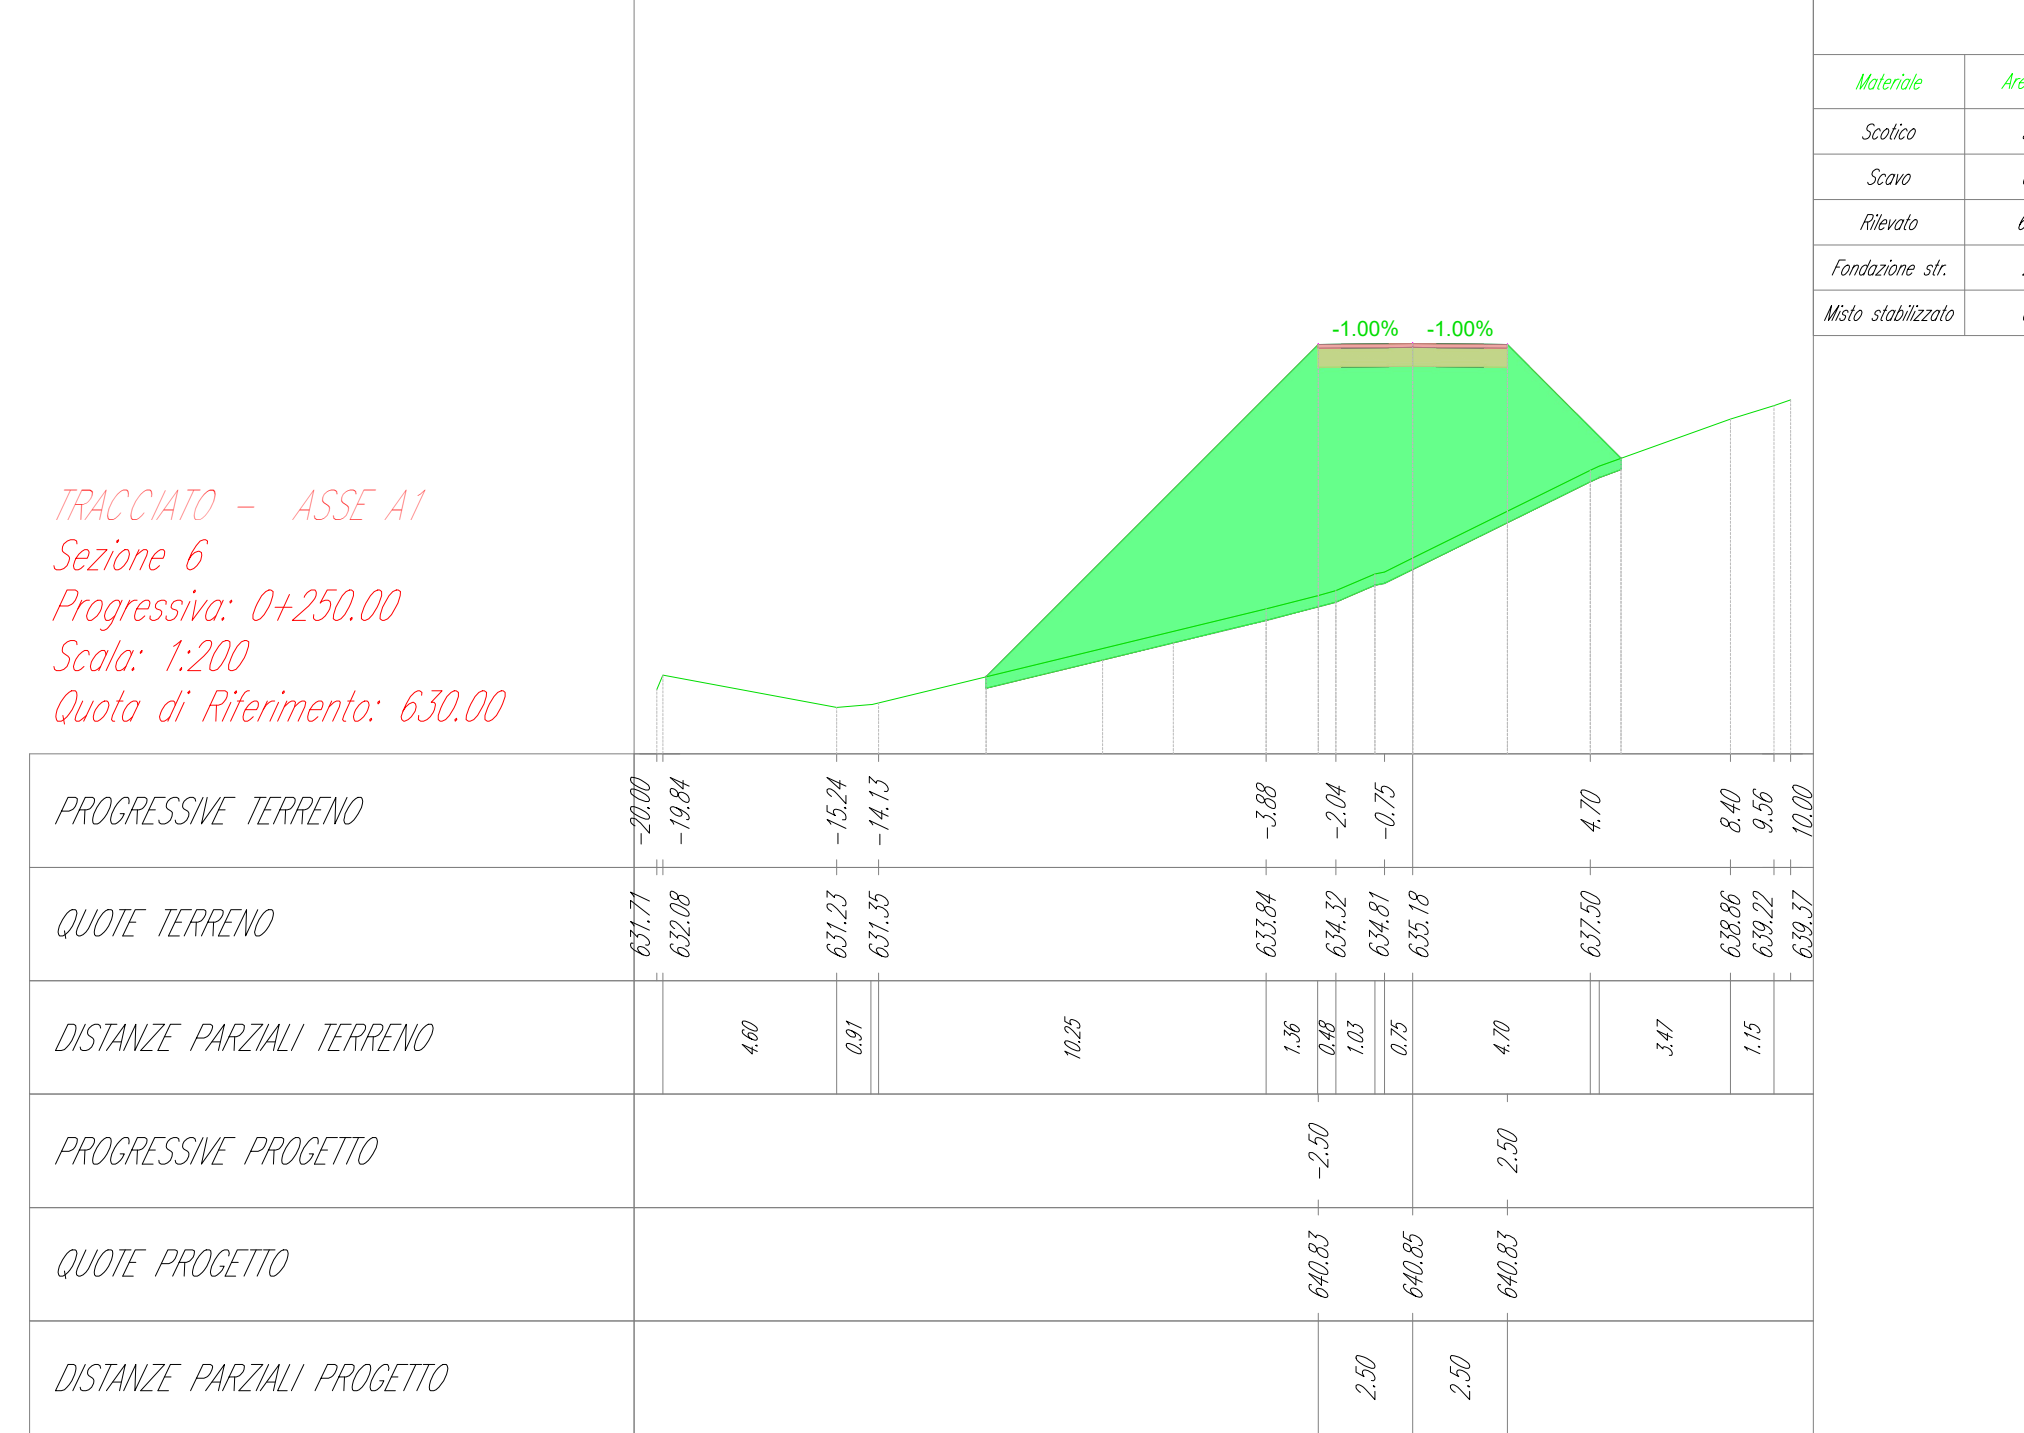 Materiale
Scotico
Scavo
Rilevato
Fondazione str.
Misto stabilizzato
-1.00% -1.00%
TRACCIATO - ASSE A1
Sezione 6
Progressiva: 0+250.00
Scala: 1:200
Quota di Riferimento: 630.00
PROGRESSIVE TERRENO -20.00 -19.84 -15.24 -14.13 -3.88 -2.04 -0.75 4.70 8.40 9.56 10.00
QUOTE TERRENO 631.71 632.08 631.23 631.35 633.84 634.32 634.81 635.18 637.50 638.86 639.22 639.37
DISTANZE PARZIALI TERRENO 4.60 0.91 10.25 1.36 0.48 1.03 0.75 4.70 3.47 1.15
PROGRESSIVE PROGETTO -2.50 2.50
QUOTE PROGETTO 640.83 640.85 640.83
DISTANZE PARZIALI PROGETTO 2.50 2.50